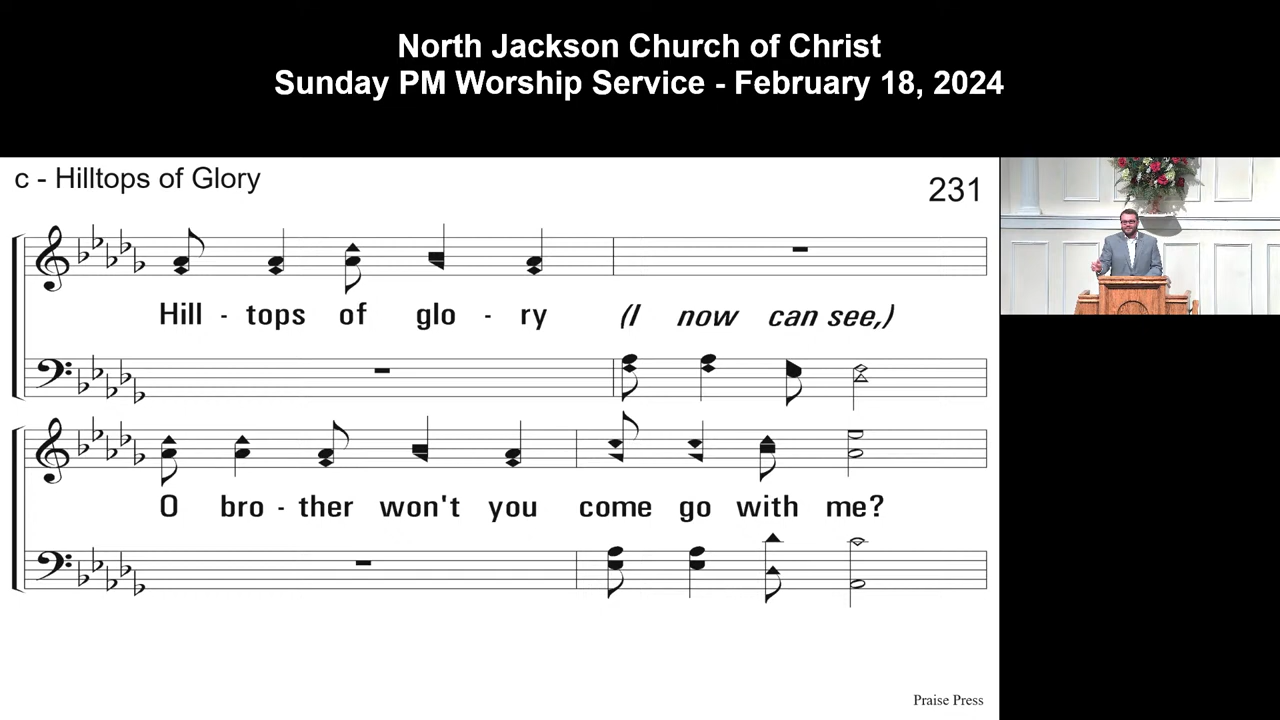 North Jackson Church of Christ
Sunday PM Worship Service - February 18, 2024
c - Hilltops of Glory
231
Hill - tops of glo - ry (I now can see,)
O bro - ther won't you come go with me?
Praise Press